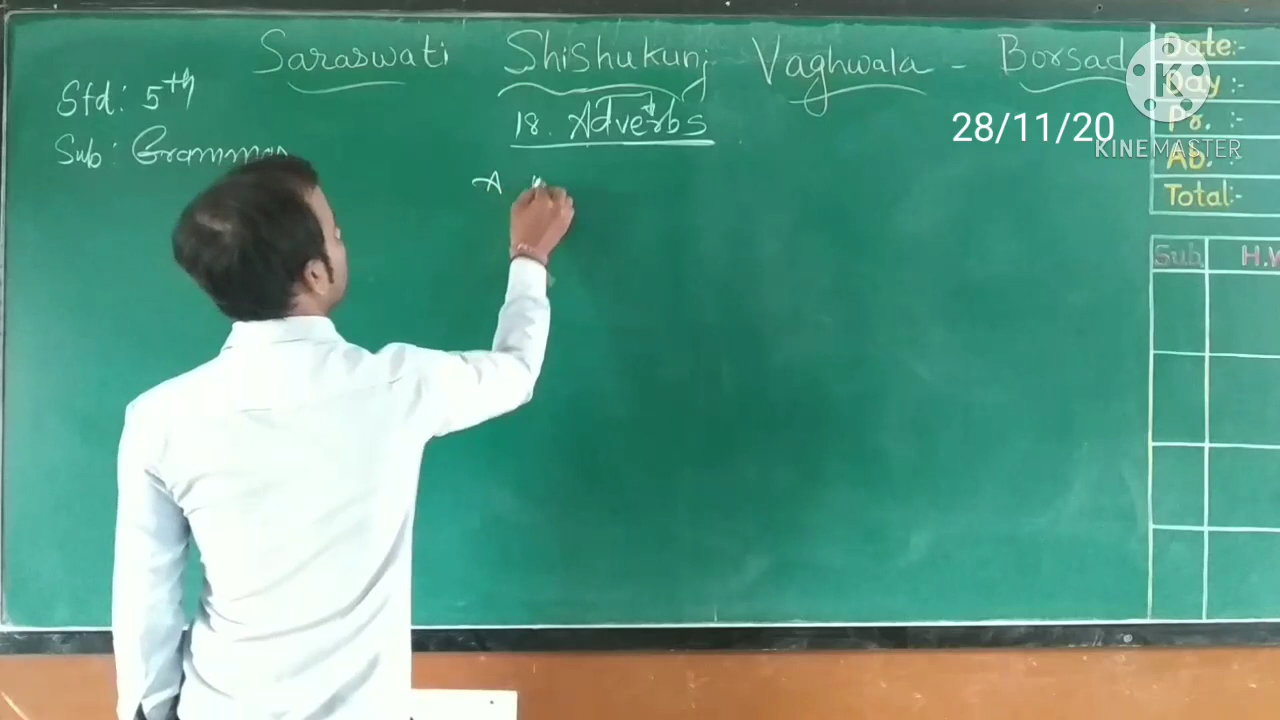 Saraswati Shishukunj Vaghwala - Borsad
Std: 5th
18. Adverbs
Sub: Grammar
A
28/11/20
KINEMASTER
Date:-
Day :-
Pr. :-
AB. :-
Total:-
Sub. H.W